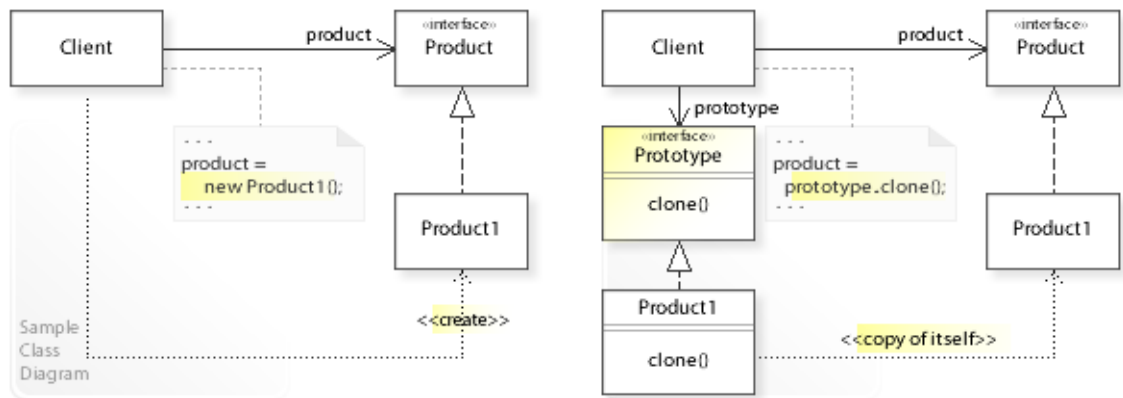 Client
product
«interface»
Product
- - -
product =
new Product1();
- - -
Product1
<<create>>
Sample
Class
Diagram
Client
product
«interface»
Product
prototype
«interface»
Prototype
clone()
- - -
product =
prototype.clone();
- - -
Product1
Product1
clone()
<<copy of itself>>